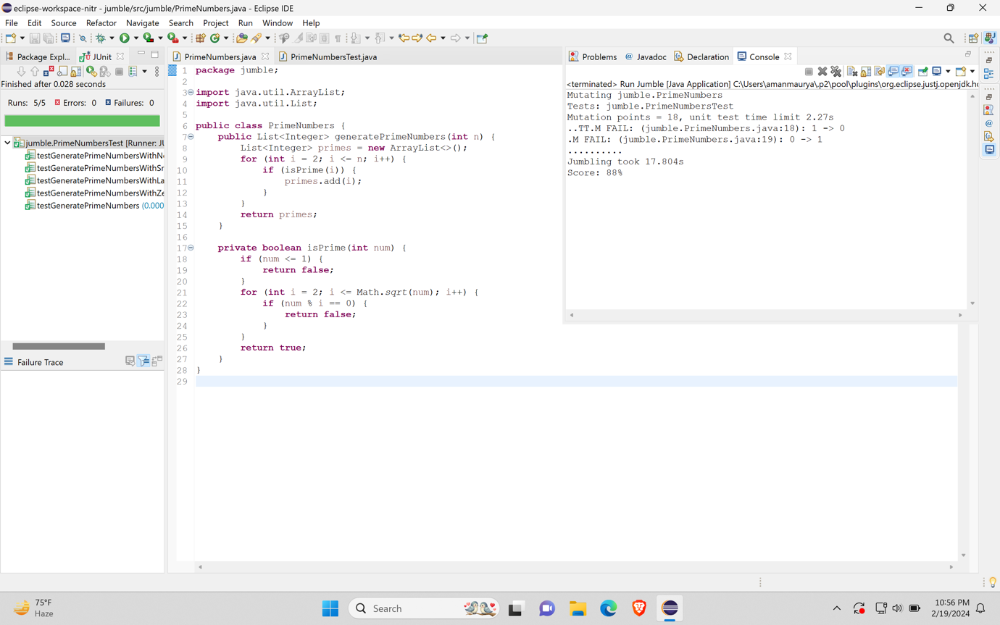 eclipse-workspace-nitr - jumble/src/jumble/PrimeNumbers.java - Eclipse IDE
File Edit Source Refactor Navigate Search Project Run Window Help
Package Expl... JUnit
Finished after 0.028 seconds
Runs: 5/5 Errors: 0 Failures: 0
jumble.PrimeNumbersTest [Runner: JU
testGeneratePrimeNumbersWithNe
testGeneratePrimeNumbersWithSm
testGeneratePrimeNumbersWithLa
testGeneratePrimeNumbersWithZe
testGeneratePrimeNumbers (0.000
Failure Trace
PrimeNumbers.java PrimeNumbersTest.java
1 package jumble;
2
3 import java.util.ArrayList;
4 import java.util.List;
5
6 public class PrimeNumbers {
7 public List<Integer> generatePrimeNumbers(int n) {
8 List<Integer> primes = new ArrayList<>();
9 for (int i = 2; i <= n; i++) {
10 if (isPrime(i)) {
11 primes.add(i);
12 }
13 }
14 return primes;
15 }
16
17 private boolean isPrime(int num) {
18 if (num <= 1) {
19 return false;
20 }
21 for (int i = 2; i <= Math.sqrt(num); i++) {
22 if (num % i == 0) {
23 return false;
24 }
25 }
26 return true;
27 }
28 }
29
Problems Javadoc Declaration Console
<terminated> Run Jumble [Java Application] C:\Users\amanmaurya\.p2\pool\plugins\org.eclipse.justj.openjdk.ho
Mutating jumble.PrimeNumbers
Tests: jumble.PrimeNumbersTest
Mutation points = 18, unit test time limit 2.27s
..TT.M FAIL: (jumble.PrimeNumbers.java:18): 1 -> 0
.M FAIL: (jumble.PrimeNumbers.java:19): 0 -> 1
..........
Jumbling took 17.804s
Score: 88%
75°F
Haze
Search
10:56 PM
2/19/2024